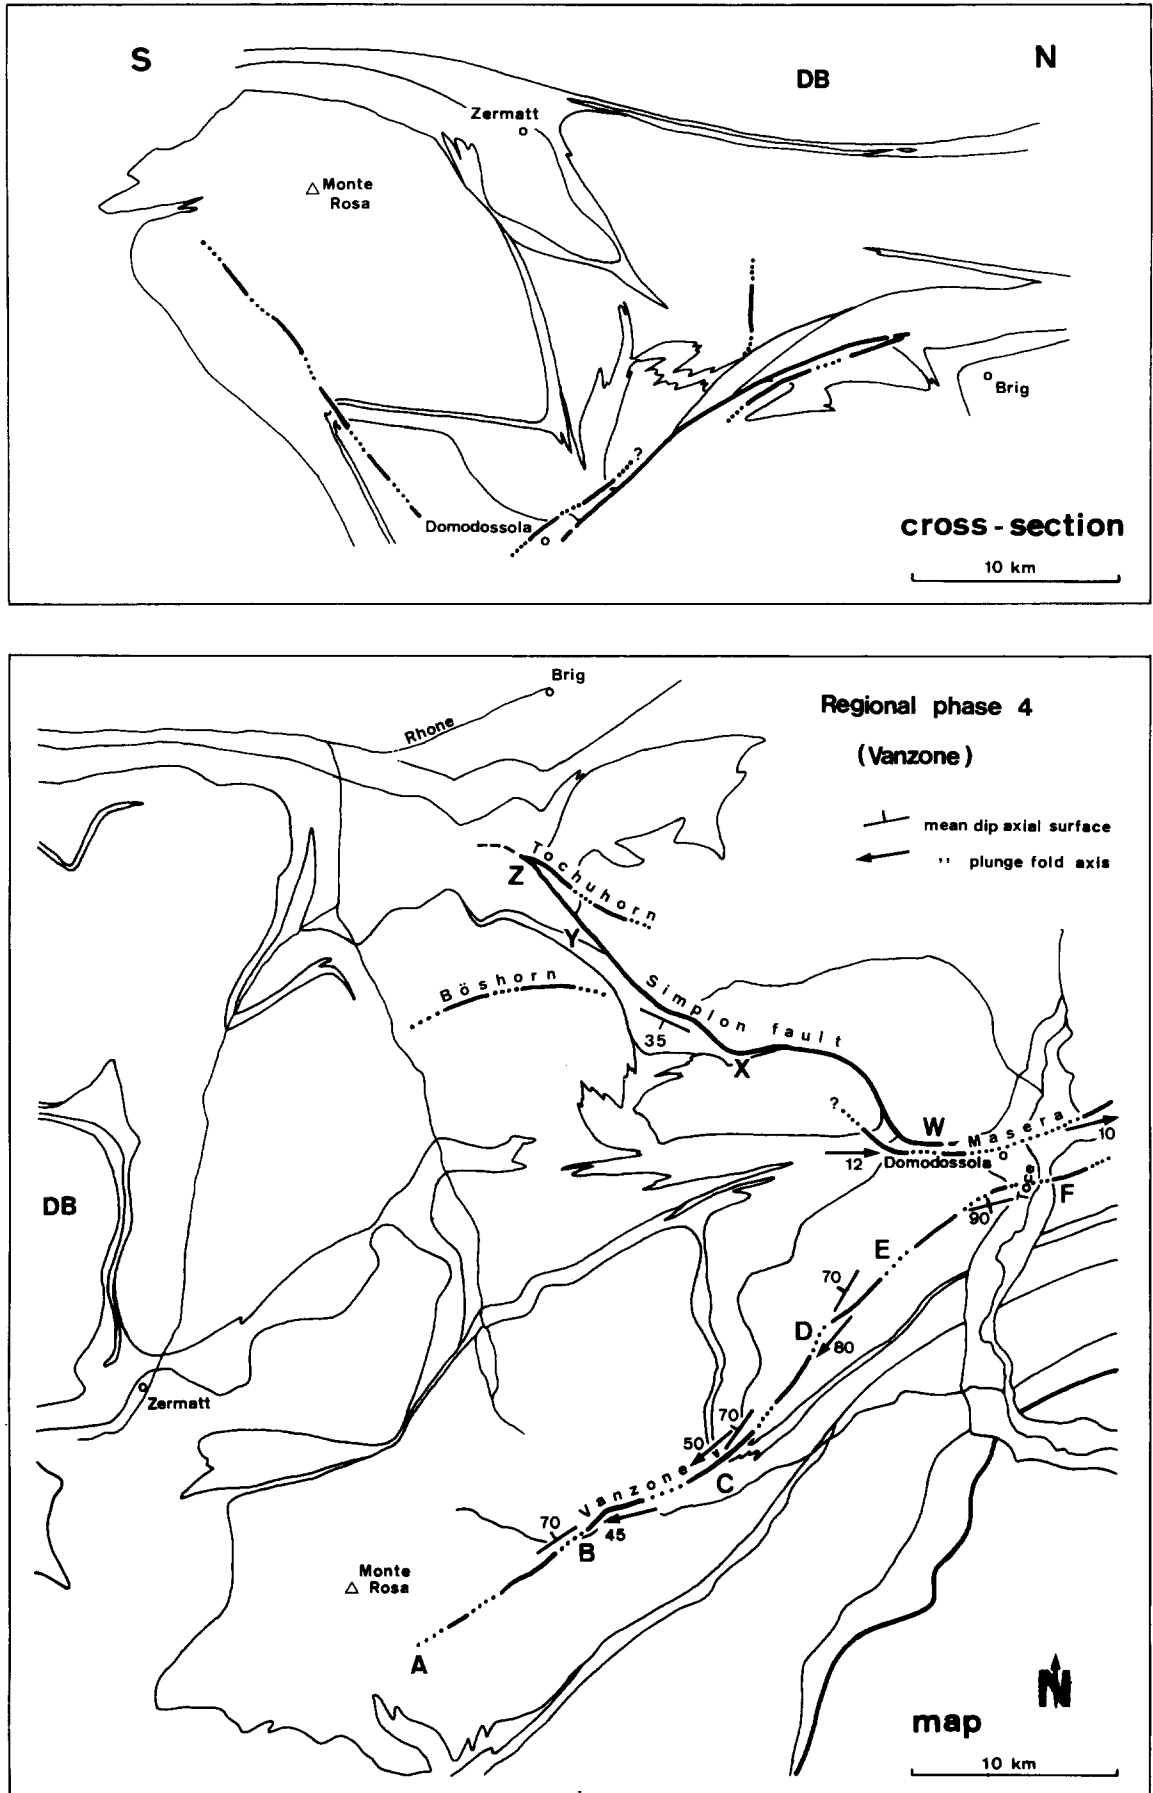 S
N
DB
Zermatt
Monte
Rosa
Brig
?
Domodossola
cross-section
10 km
Brig
Regional phase 4
(Vanzone)
Rhone
mean dip axial surface
,, plunge fold axis
Tochuhorn
Z
Y
Böshorn
Simplon fault
35
X
?
W
Masera
10
12
Domodossola
Toce
F
90
DB
E
70
D
80
Zermatt
70
50
Vanzone
C
70
45
B
Monte
Rosa
A
N
map
10 km